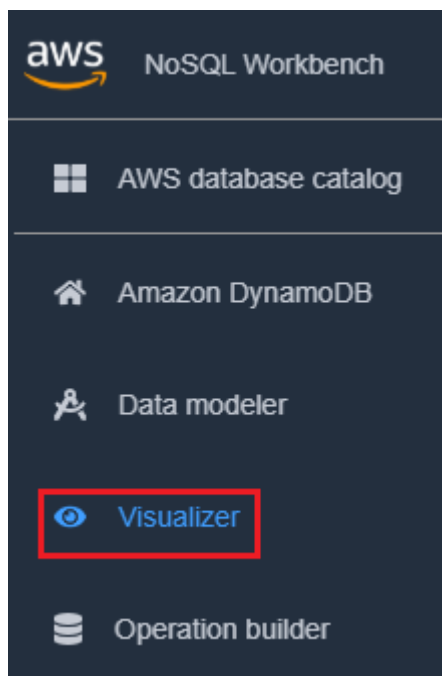 aws NoSQL Workbench
AWS database catalog
Amazon DynamoDB
Data modeler
Visualizer
Operation builder